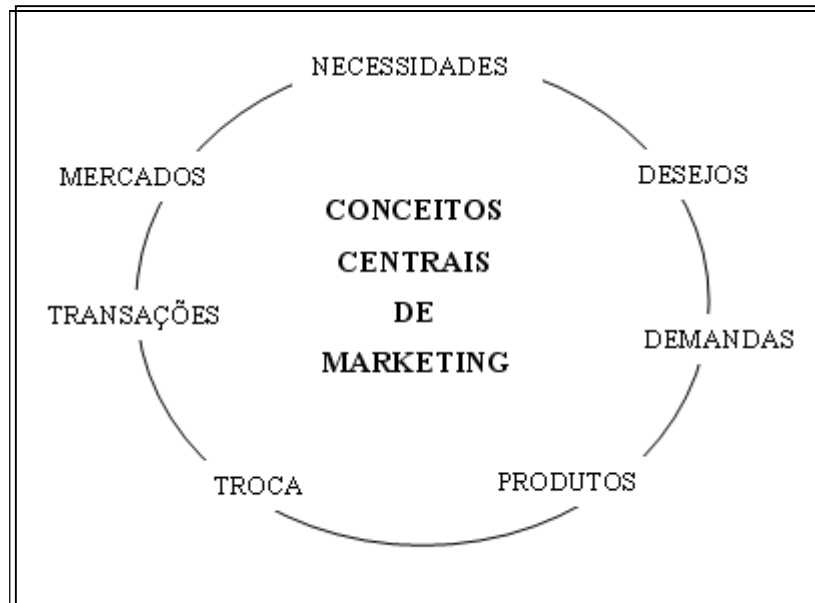 NECESSIDADES
MERCADOS
DESEJOS
CONCEITOS
CENTRAIS
DE
MARKETING
TRANSAÇÕES
DEMANDAS
TROCA
PRODUTOS